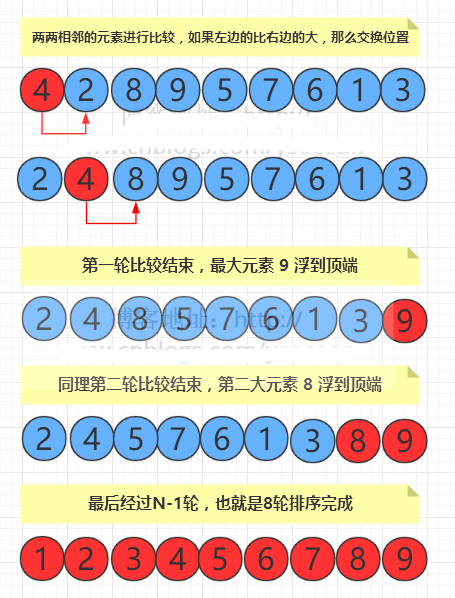 两两相邻的元素进行比较，如果左边的比右边的大，那么交换位置
4 2 8 9 5 7 6 1 3
2 4 8 9 5 7 6 1 3
第一轮比较结束，最大元素 9 浮到顶端
2 4 8 5 7 6 1 3 9
博客地址：http://
同理第二轮比较结束，第二大元素 8 浮到顶端
2 4 5 7 6 1 3 8 9
最后经过N-1轮，也就是8轮排序完成
1 2 3 4 5 6 7 8 9